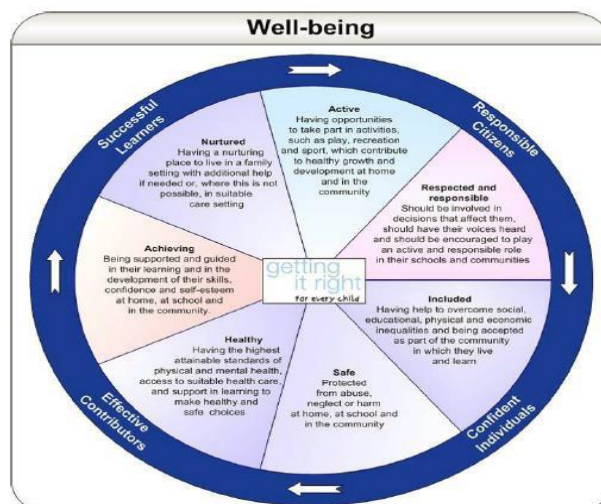 Well-being
Successful
Learners
Responsible
Citizens
Active
Having opportunities
to take part in activities,
such as play, recreation
and sport, which contribute
to healthy growth and
development at home
and in the
community
Nurtured
Having a nurturing
place to live in a family
setting with additional help
if needed or, where this is not
possible, in suitable
care setting
Respected and
responsible
Should be involved in
decisions that affect them,
should have their voices heard
and should be encouraged to play
an active and responsible role
in their schools and communities
Achieving
Being supported and guided
in their learning and in the
development of their skills,
confidence and self-esteem
at home, at school and
in the community.
getting
it right
for every child
Included
Having help to overcome social,
educational, physical and economic
inequalities and being accepted
as part of the community
in which they live
and learn
Healthy
Having the highest
attainable standards of
physical and mental health,
access to suitable health care,
and support in learning to
make healthy and
safe choices
Safe
Protected
from abuse,
neglect or harm
at home, at school and
in the community
Effective
Contributors
Confident
Individuals